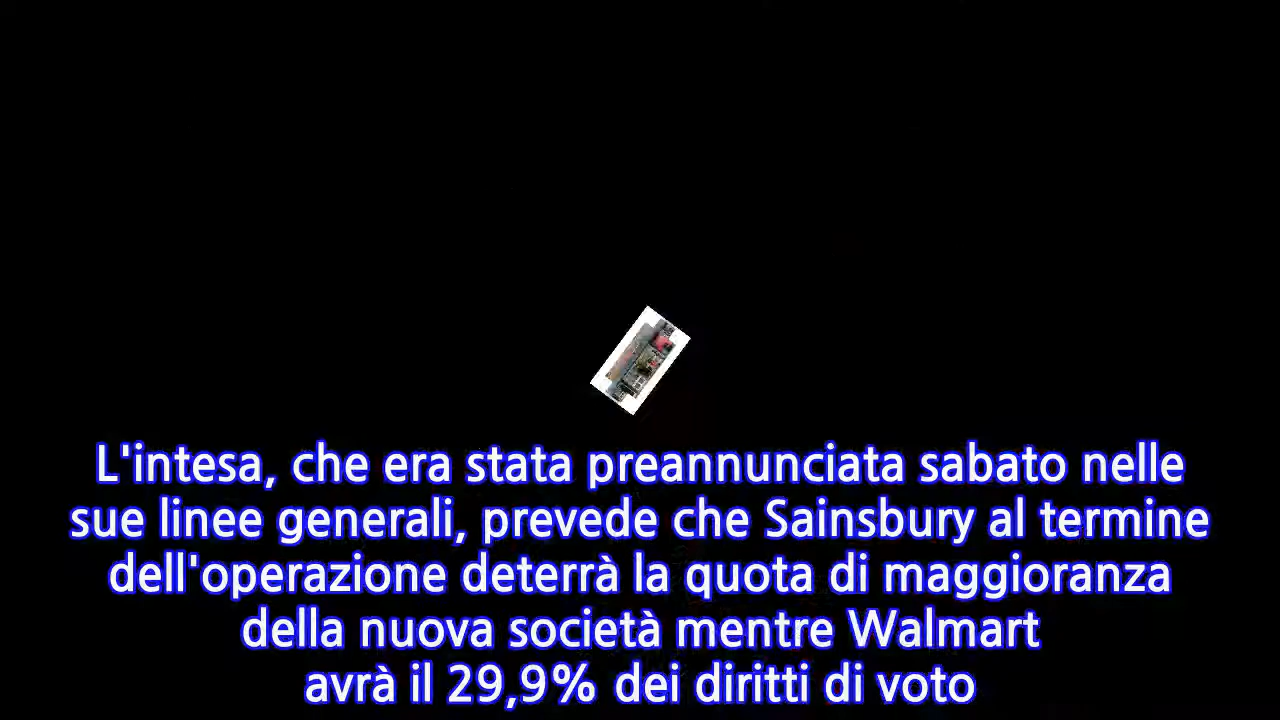 L'intesa, che era stata preannunciata sabato nelle
sue linee generali, prevede che Sainsbury al termine
dell'operazione deterrà la quota di maggioranza
della nuova società mentre Walmart
avrà il 29,9% dei diritti di voto